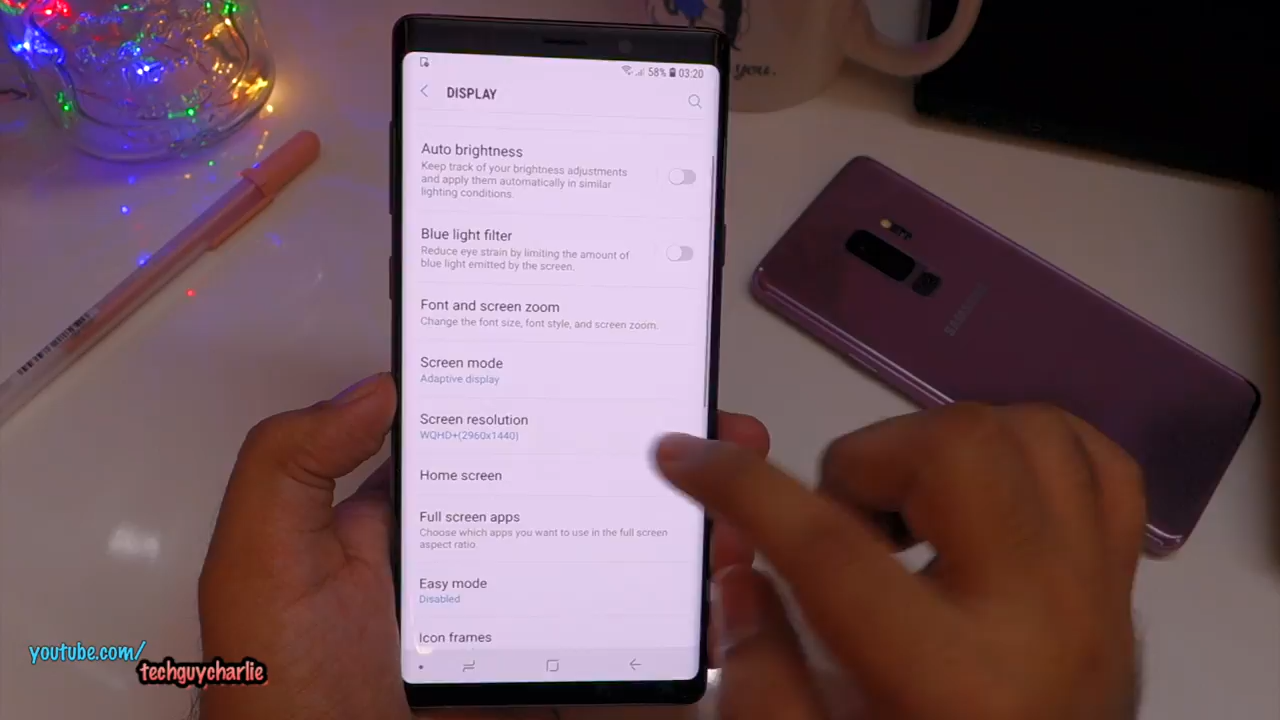 you.
58% 03:20
DISPLAY
Auto brightness
Keep track of your brightness adjustments
and apply them automatically in similar
lighting conditions.
Blue light filter
Reduce eye strain by limiting the amount of
blue light emitted by the screen.
Font and screen zoom
Change the font size, font style, and screen zoom.
Screen mode
Adaptive display
Screen resolution
WQHD+(2960x1440)
Home screen
Full screen apps
Choose which apps you want to use in the full screen
aspect ratio
Easy mode
Disabled
Icon frames
SAMSUNG
youtube.com/
techguycharlie